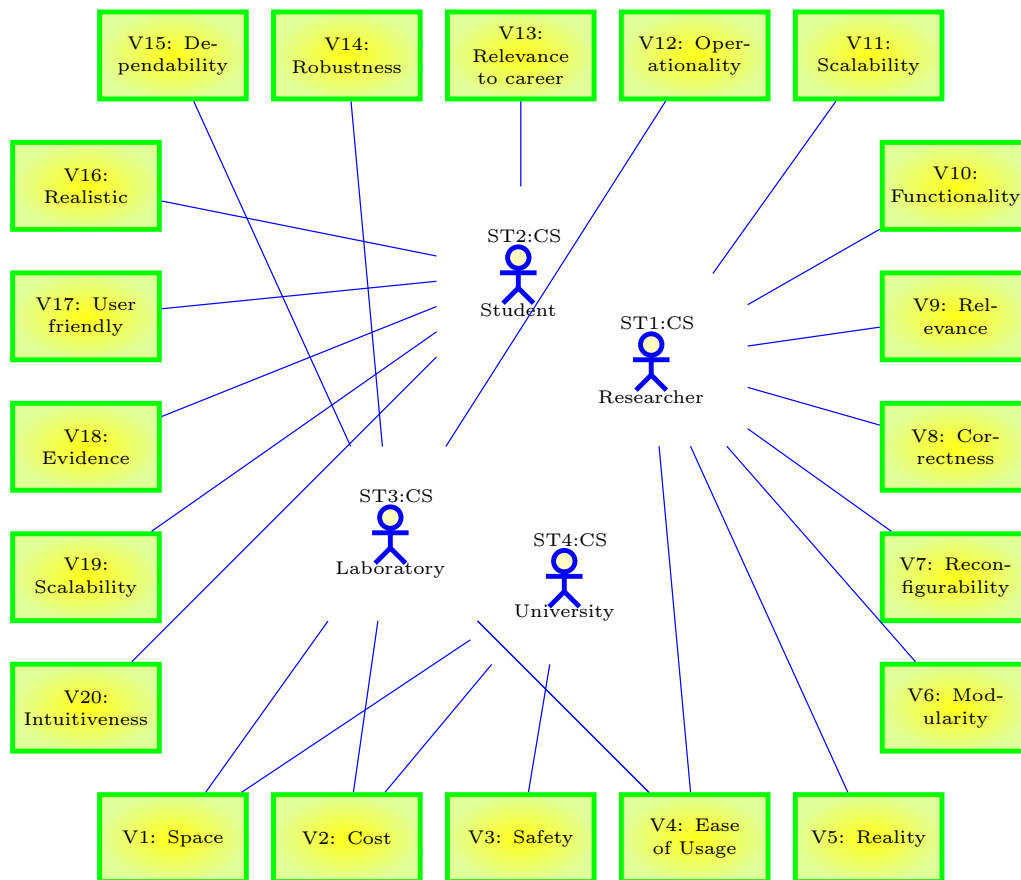 V15: De-
pendability
V14:
Robustness
V13:
Relevance
to career
V12: Oper-
ationality
V11:
Scalability
V16:
Realistic
V10:
Functionality
ST2:CS
Student
V17: User
friendly
V9: Rel-
evance
ST1:CS
Researcher
V18:
Evidence
V8: Cor-
rectness
ST3:CS
Laboratory
ST4:CS
University
V19:
Scalability
V7: Recon-
figurability
V20:
Intuitiveness
V6: Mod-
ularity
V1: Space
V2: Cost
V3: Safety
V4: Ease
of Usage
V5: Reality